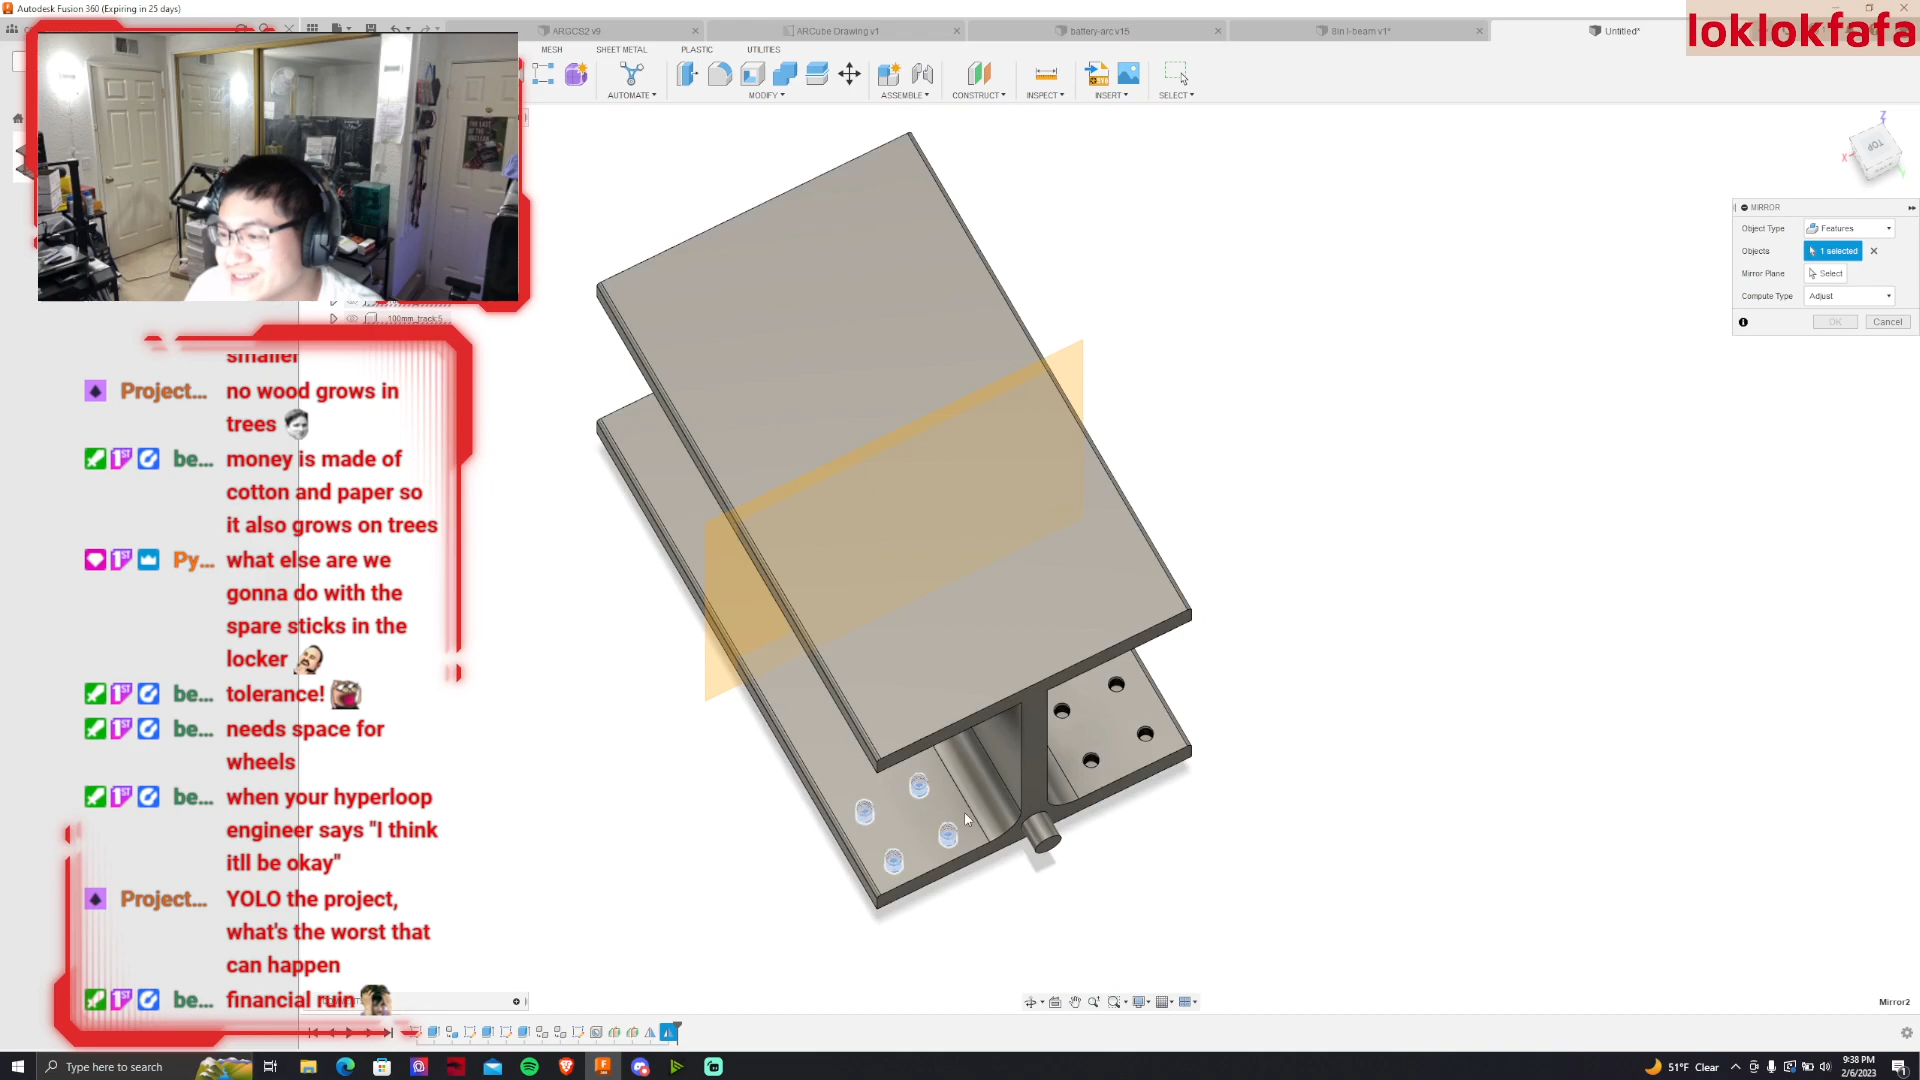 Autodesk Fusion 360 (Expiring in 25 days)
ARGCS2 v9
ARCube Drawing v1
battery-arc v15
8in I-beam v1*
Untitled*
loklokfafa
MESH
SHEET METAL
PLASTIC
UTILITIES
AUTOMATE
MODIFY
ASSEMBLE
CONSTRUCT
INSPECT
INSERT
SELECT
Z
TOP
X
MIRROR
Object Type
Features
Objects
1 selected
Mirror Plane
Select
Compute Type
Adjust
OK
Cancel
100mm_track:5
smaller
Project... no wood grows in
trees
be... money is made of
cotton and paper so
it also grows on trees
Py... what else are we
gonna do with the
spare sticks in the
locker
be... tolerance!
be... needs space for
wheels
be... when your hyperloop
engineer says "I think
itll be okay"
Project... YOLO the project,
what's the worst that
can happen
be... financial ruin
Mirror2
Type here to search
51°F Clear
9:38 PM
2/6/2023